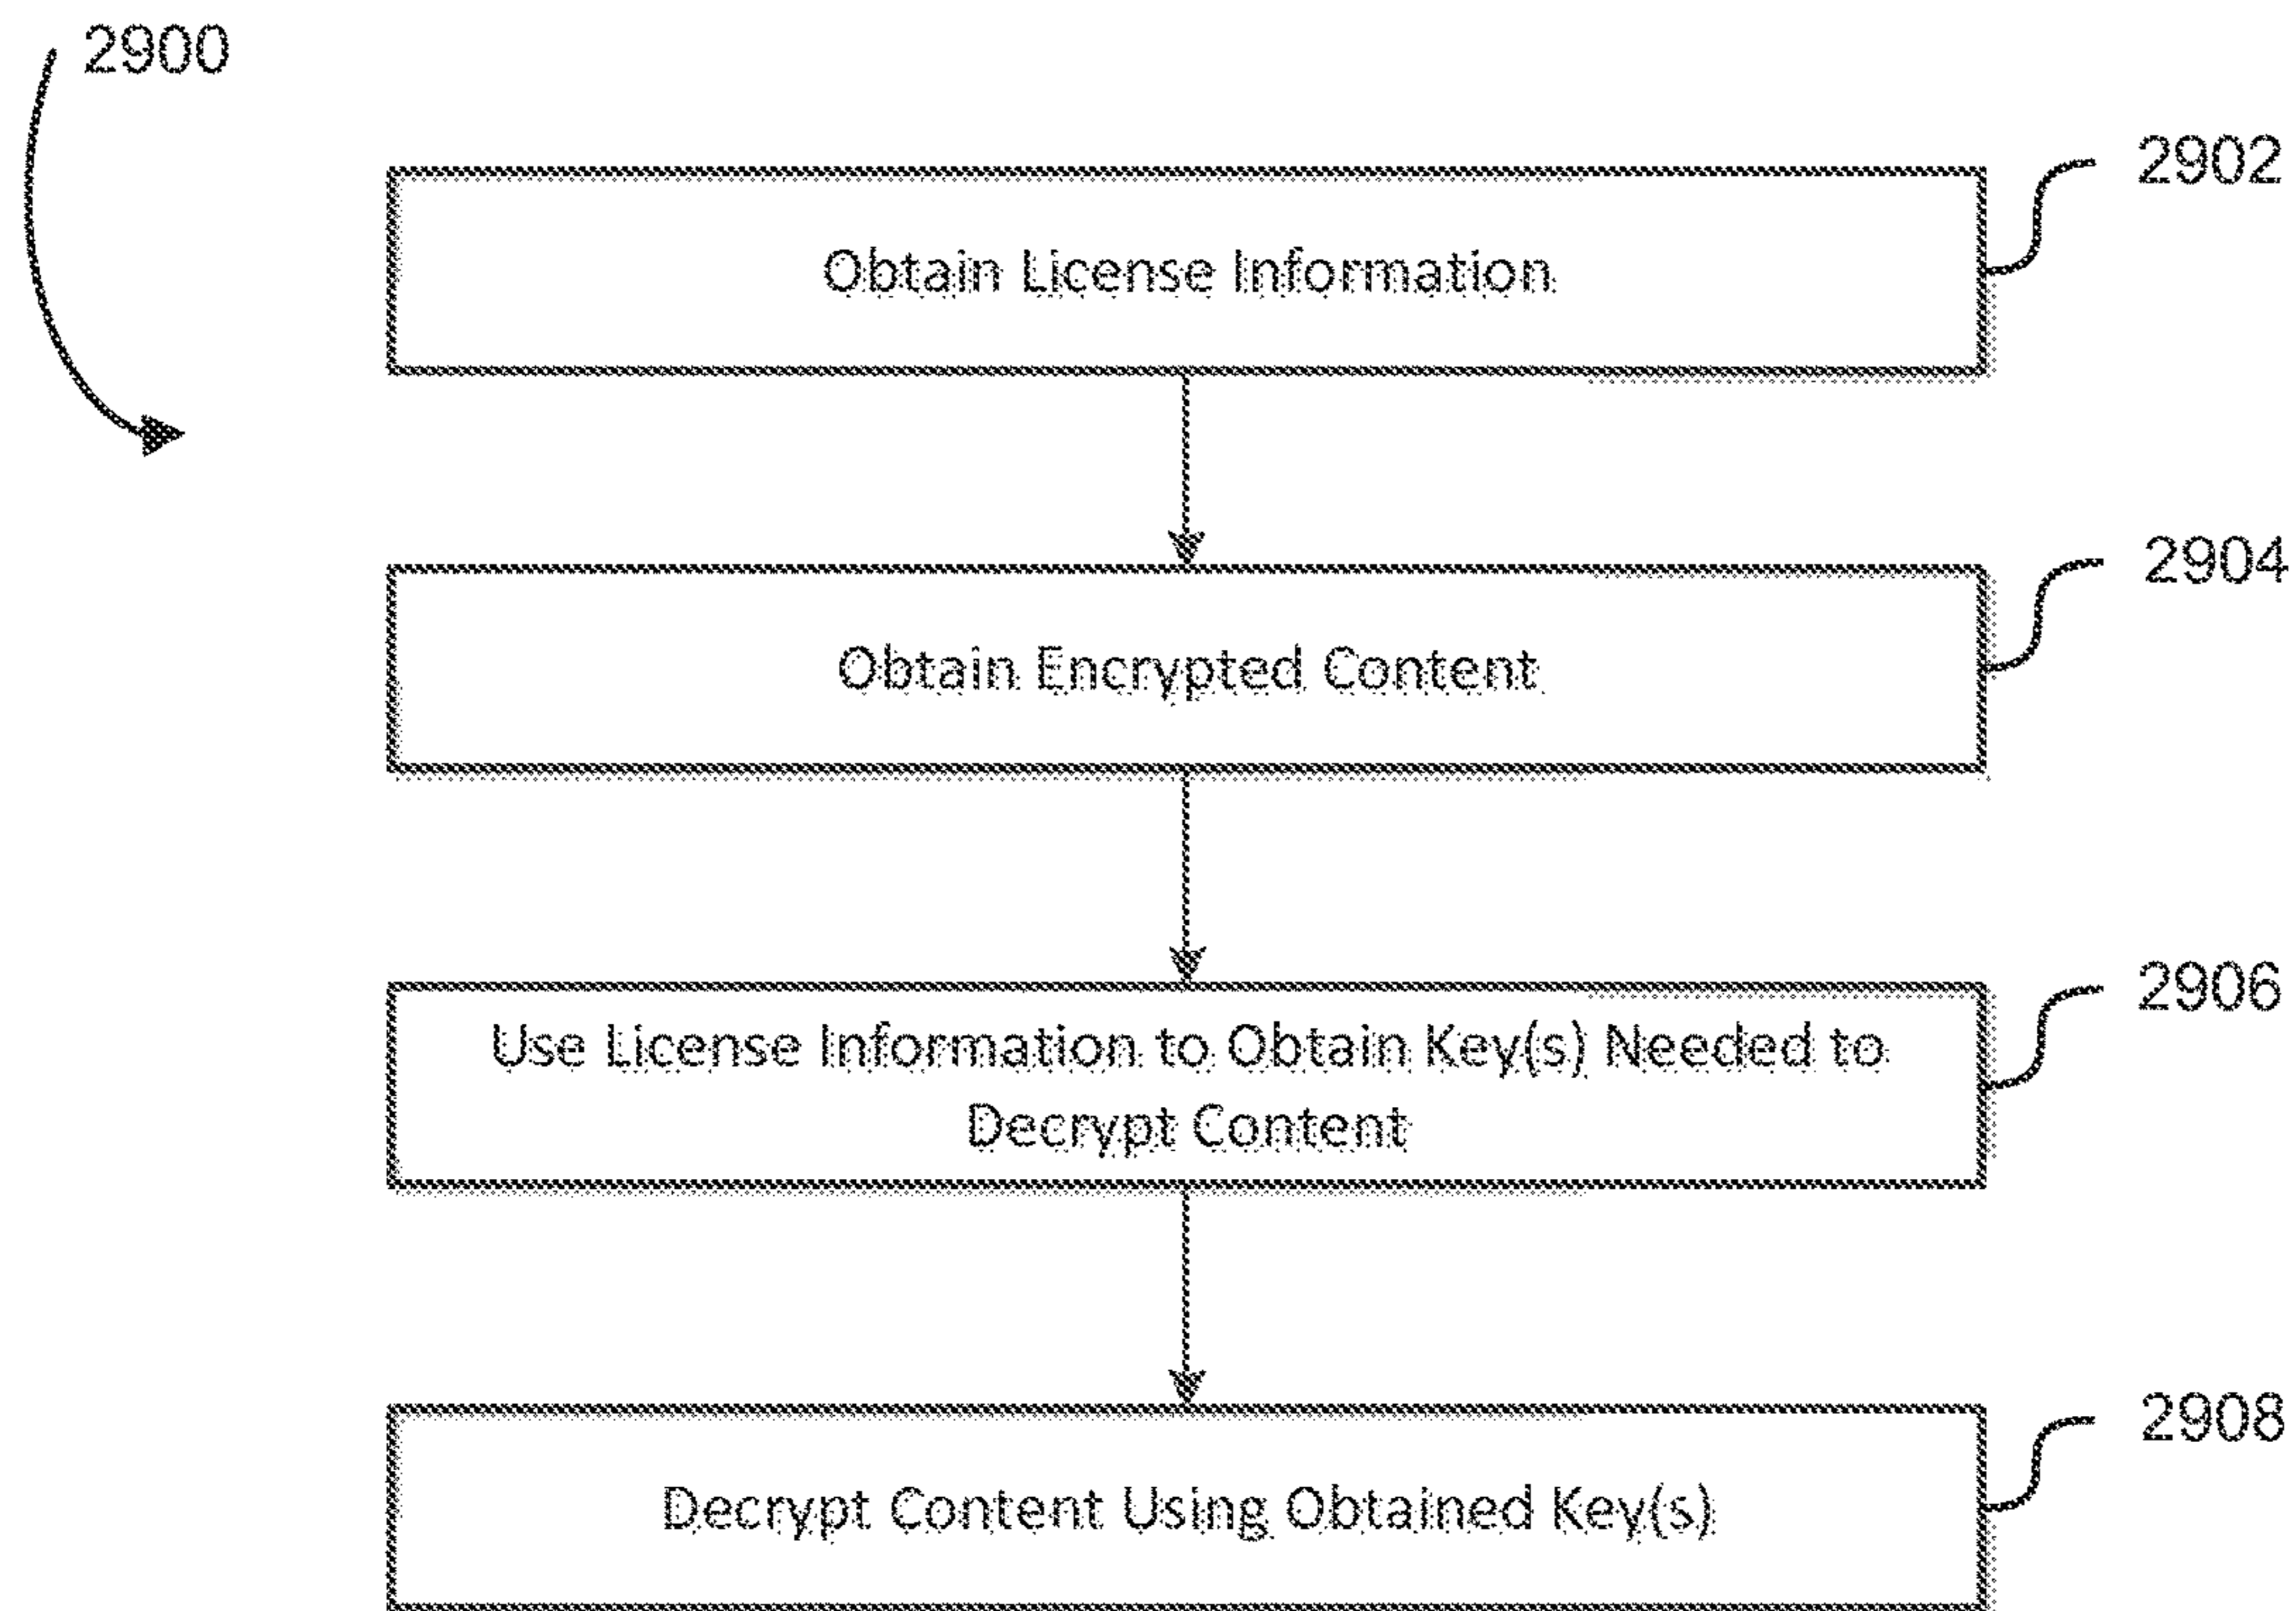 2900
2902
Obtain License Information
2904
Obtain Encrypted Content
2906
Use License Information to Obtain Key(s) Needed to
Decrypt Content
2908
Decrypt Content Using Obtained Key(s)